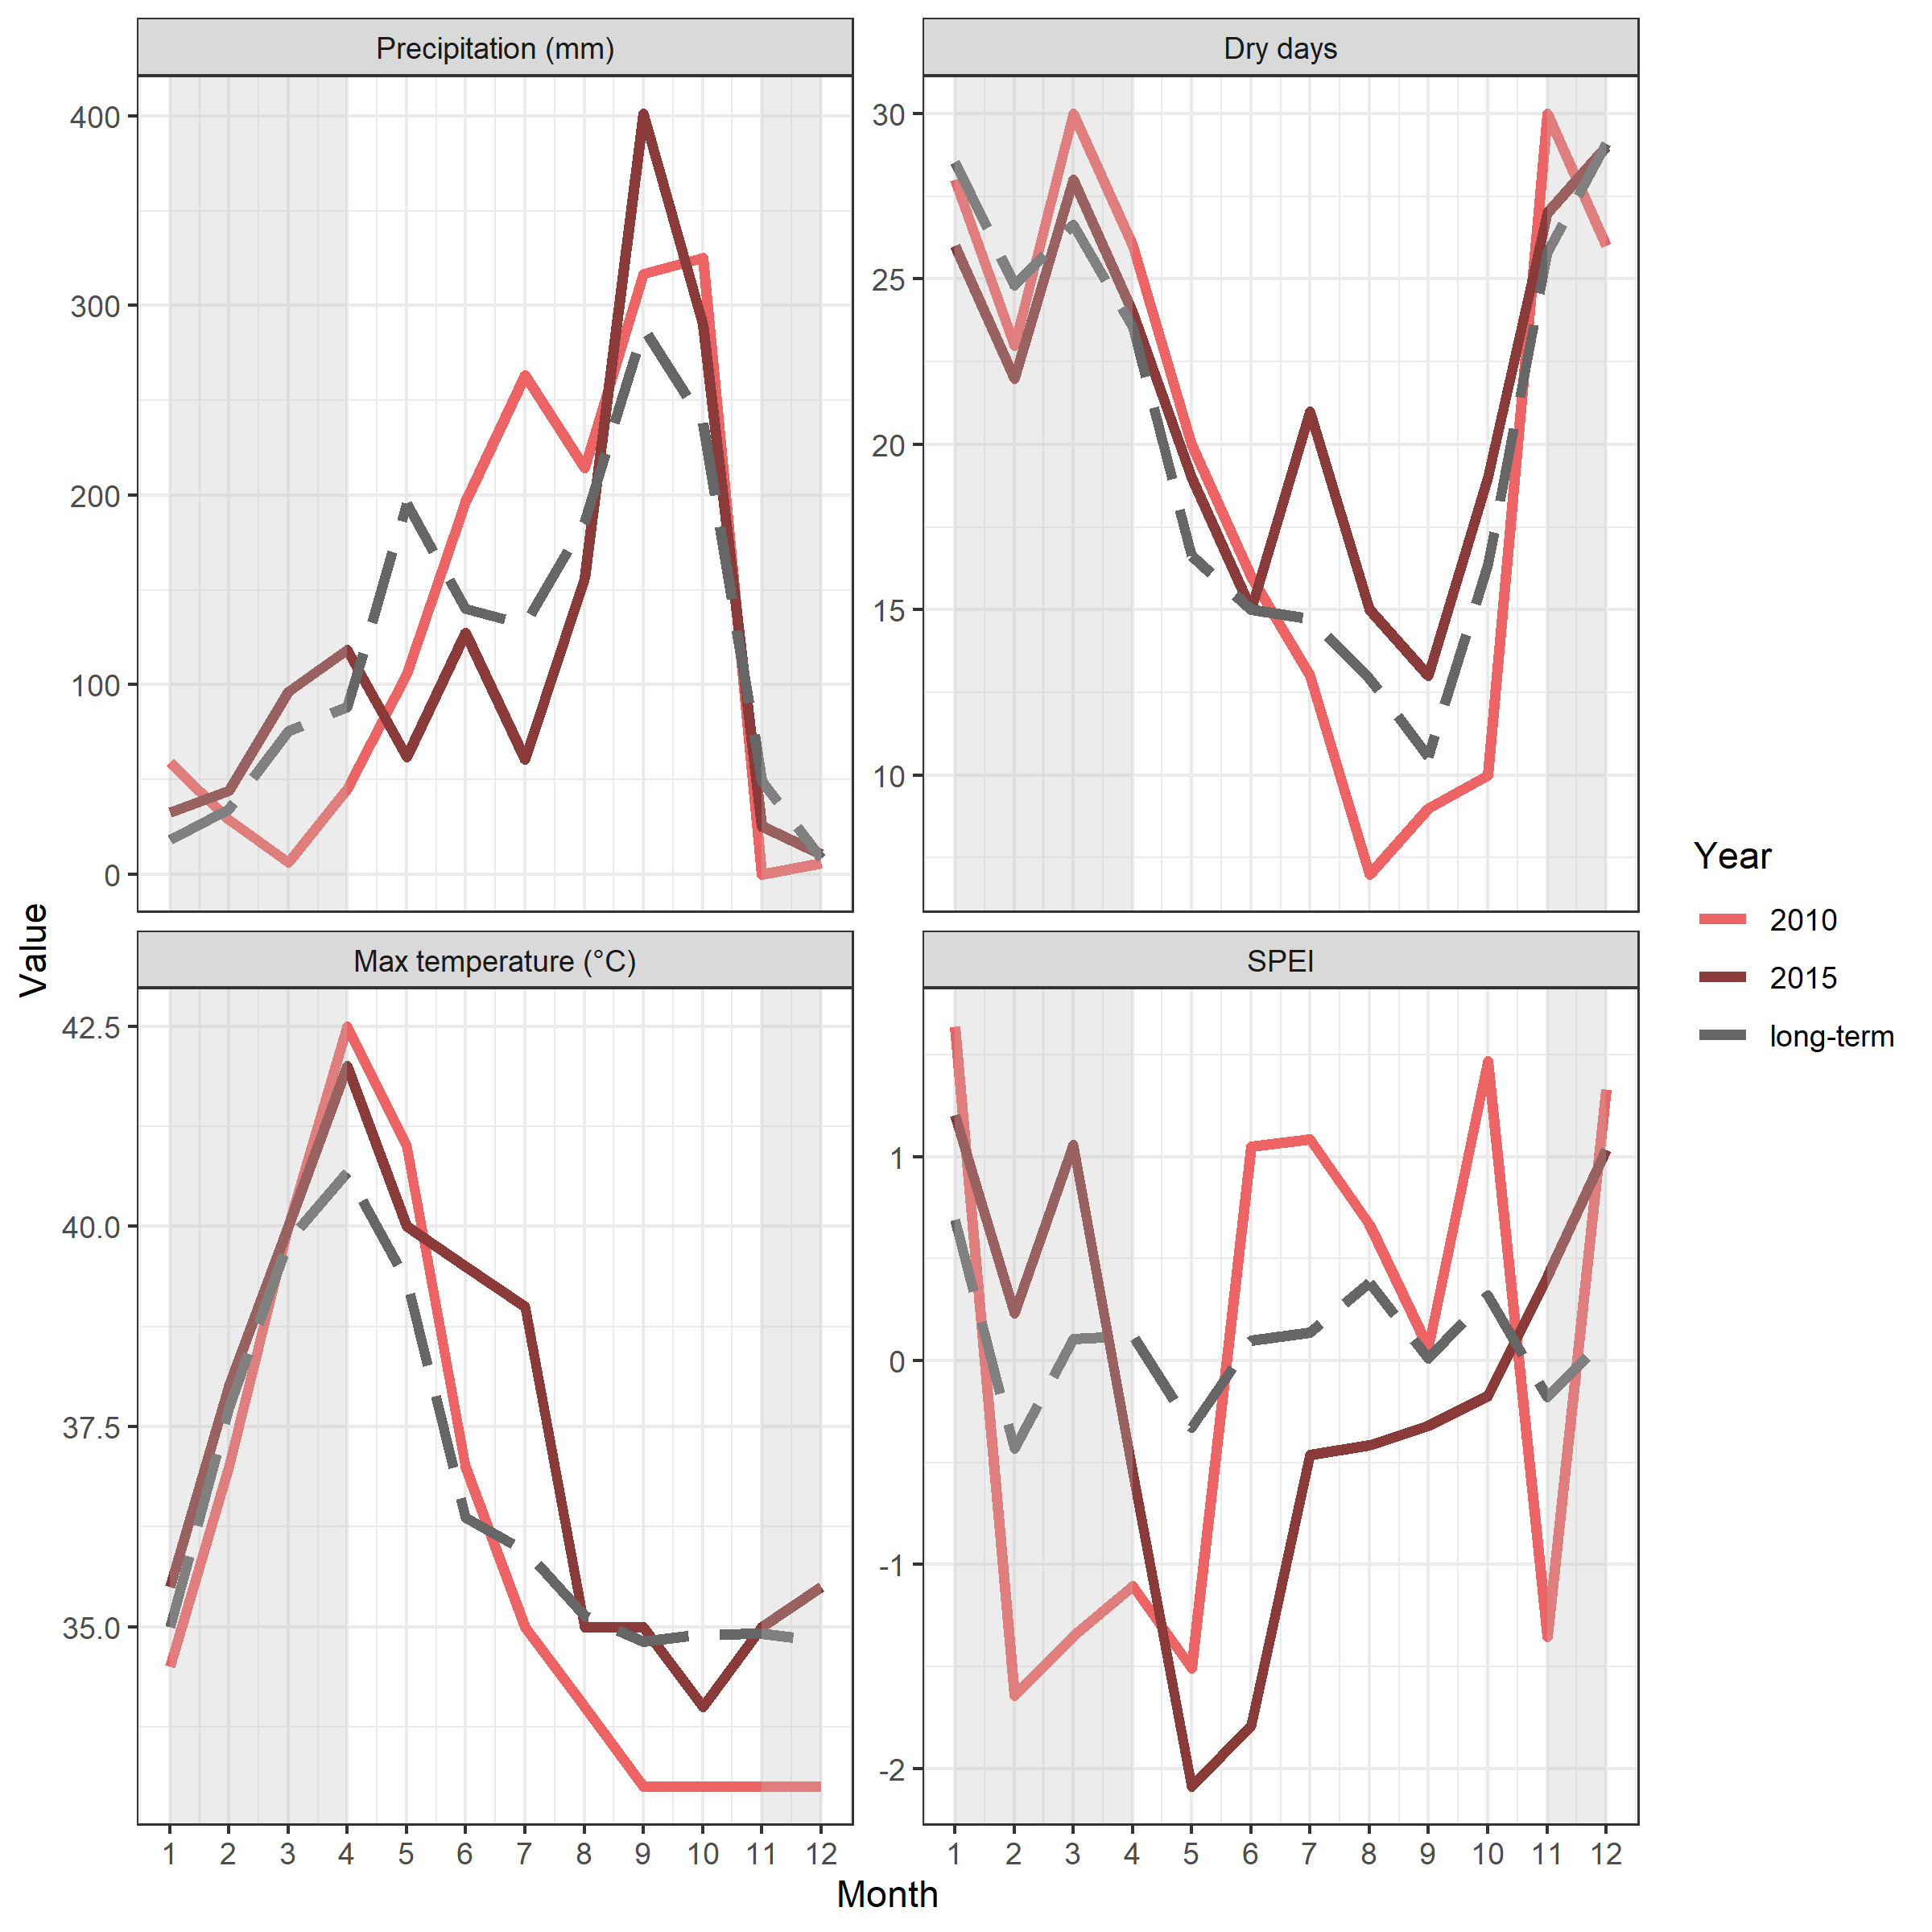 Precipitation (mm)
Dry days
400
300
200
100
0
30
25
20
15
10
Max temperature (°C)
SPEI
42.5
40.0
37.5
35.0
1
0
-1
-2
1 2 3 4 5 6 7 8 9 10 11 12
1 2 3 4 5 6 7 8 9 10 11 12
Month
Value
Year
2010
2015
long-term